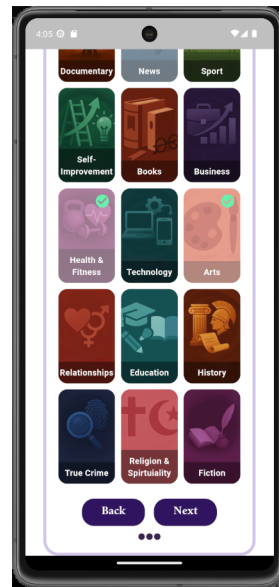 4:05
Documentary
News
Sport
Self-
Improvement
Books
Business
Health &
Fitness
Technology
Arts
Relationships
Education
History
True Crime
Religion &
Spirtuiality
Fiction
Back
Next